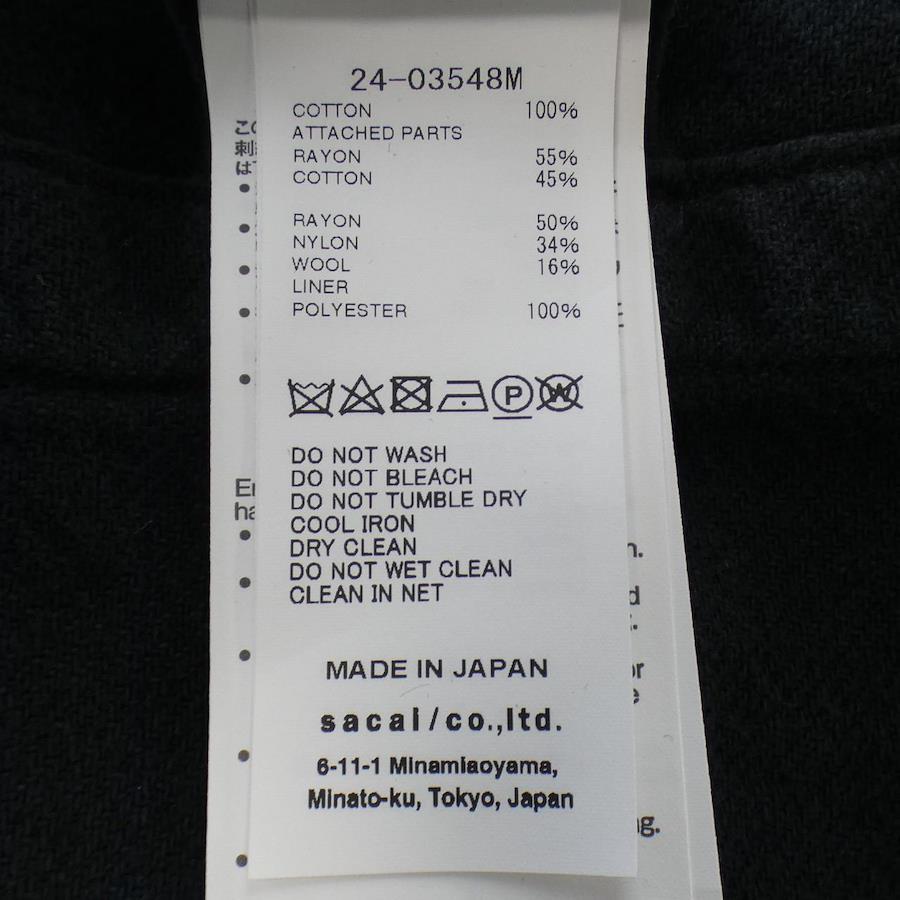 24-03548M
COTTON 100%
ATTACHED PARTS
RAYON 55%
COTTON 45%
RAYON 50%
NYLON 34%
WOOL 16%
LINER
POLYESTER 100%
P
W
DO NOT WASH
DO NOT BLEACH
DO NOT TUMBLE DRY
COOL IRON
DRY CLEAN
DO NOT WET CLEAN
CLEAN IN NET
MADE IN JAPAN
sacai/co.,ltd.
6-11-1 Minamiaoyama,
Minato-ku, Tokyo, Japan